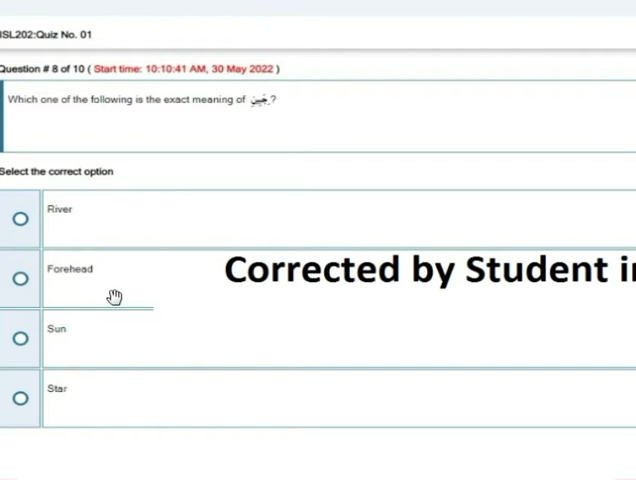 ISL202:Quiz No. 01
Question # 8 of 10 ( Start time: 10:10:41 AM, 30 May 2022 )
Which one of the following is the exact meaning of جَبِينِ ?
Select the correct option
River
Forehead
Corrected by Student
Sun
Star